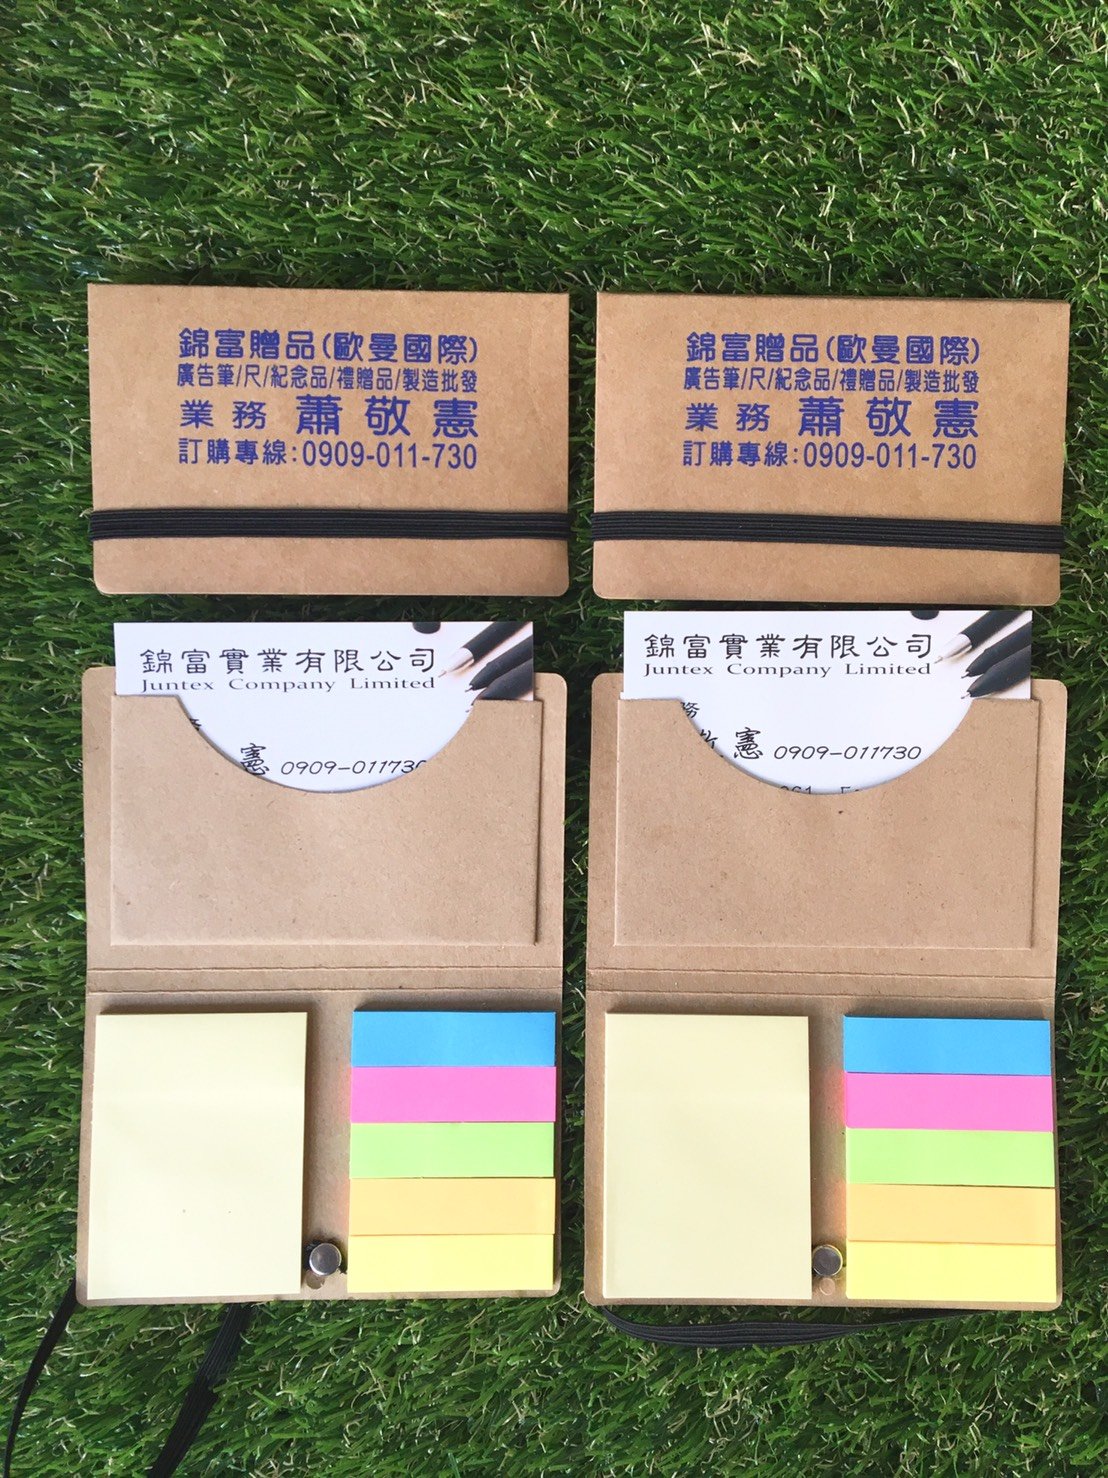 錦富贈品(歐曼國際)
廣告筆/尺/紀念品/禮贈品/製造批發
業務 蕭敬憲
訂購專線:0909-011-730
錦富贈品(歐曼國際)
廣告筆/尺/紀念品/禮贈品/製造批發
業務 蕭敬憲
訂購專線:0909-011-730
錦富實業有限公司
Juntex Company Limited
憲 0909-011730
錦富實業有限公司
Juntex Company Limited
務
憲 0909-011730